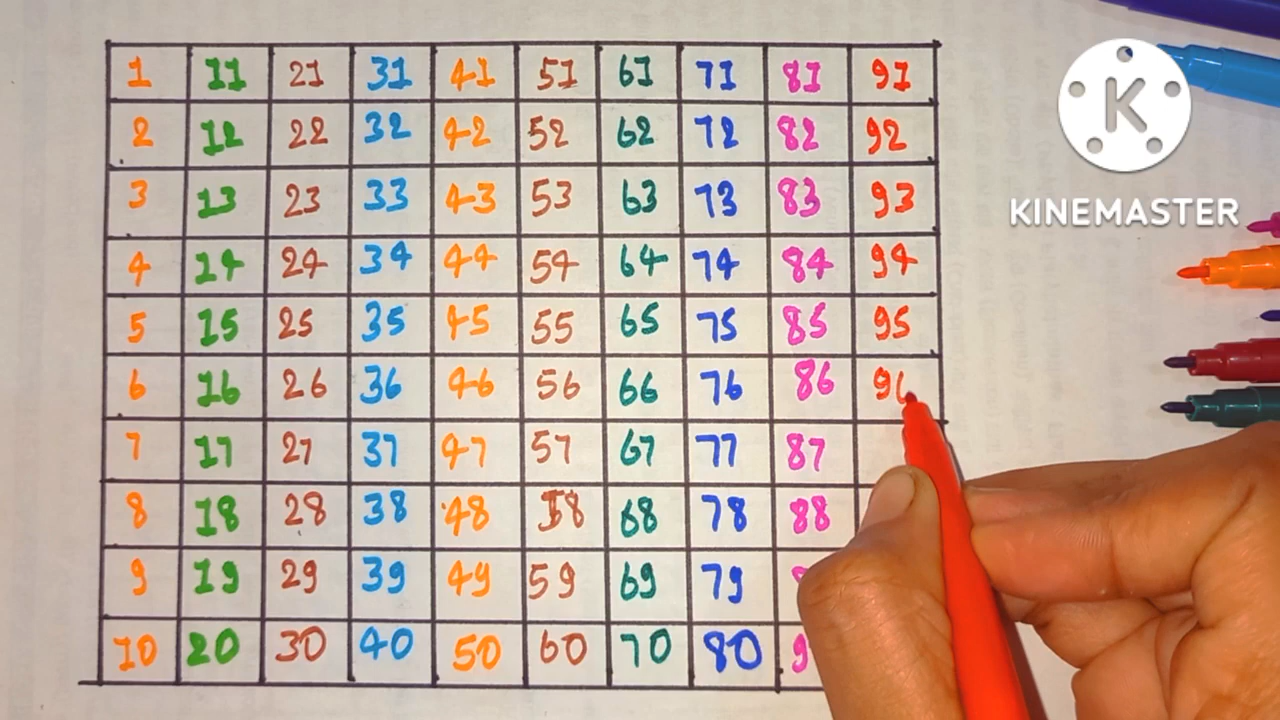 1 11 21 31 41 51 61 71 81 91
2 12 22 32 42 52 62 72 82 92
3 13 23 33 43 53 63 73 83 93
4 14 24 34 44 54 64 74 84 94
5 15 25 35 45 55 65 75 85 95
6 16 26 36 46 56 66 76 86 96
7 17 27 37 47 57 67 77 87
8 18 28 38 48 58 68 78 88
9 19 29 39 49 59 69 79
10 20 30 40 50 60 70 80
K
KINEMASTER